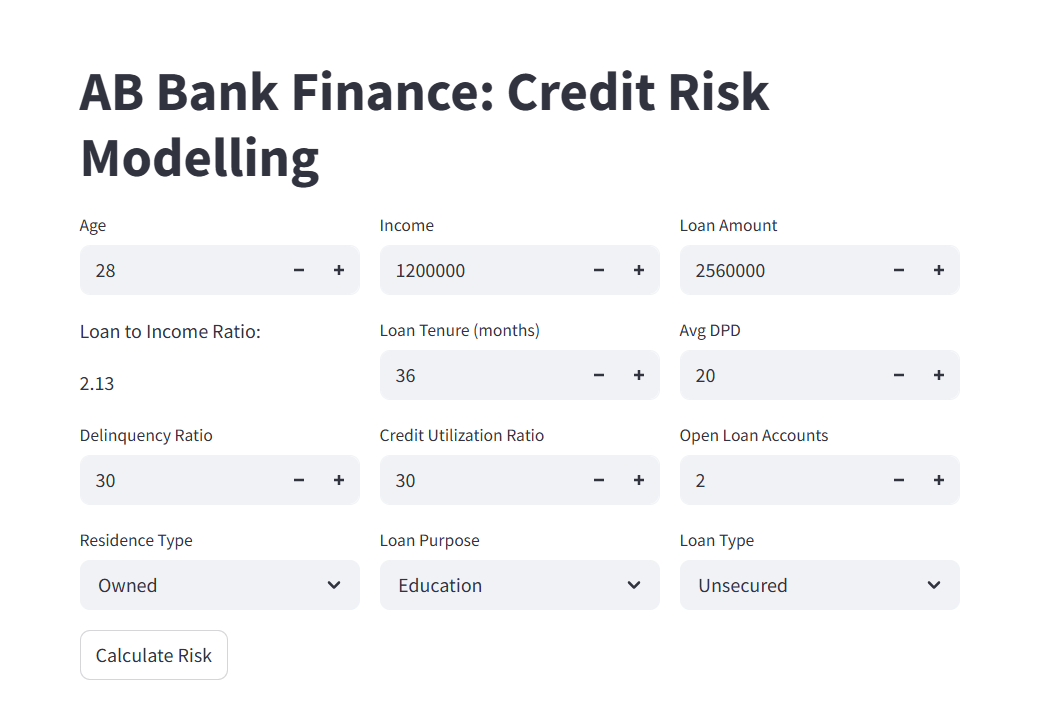 AB Bank Finance: Credit Risk
Modelling
Age
Income
Loan Amount
28 − +
1200000 − +
2560000 − +
Loan to Income Ratio:
Loan Tenure (months)
Avg DPD
2.13
36 − +
20 − +
Delinquency Ratio
Credit Utilization Ratio
Open Loan Accounts
30 − +
30 − +
2 − +
Residence Type
Loan Purpose
Loan Type
Owned
Education
Unsecured
Calculate Risk